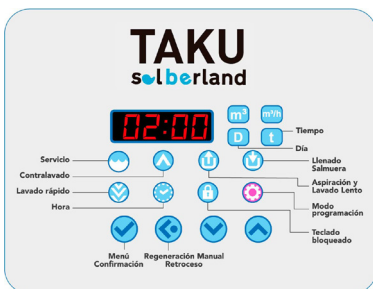 TAKU
solberland
02:00
m³ m³/h
D t
Tiempo
Día
Servicio
Contralavado
Lavado rápido
Hora
Llenado
Salmuera
Aspiración y
Lavado Lento
Modo
programación
Teclado
bloqueado
Menú
Confirmación
Regeneración Manual
Retroceso